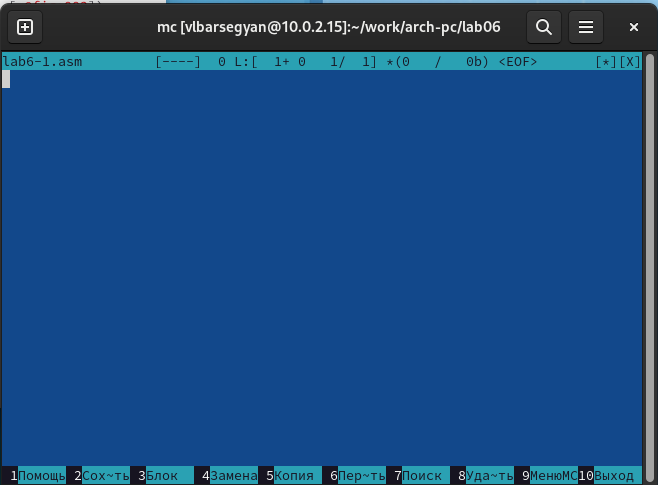 mc [vlbarsegyan@10.0.2.15]:~/work/arch-pc/lab06
lab6-1.asm [----] 0 L:[ 1+ 0 1/ 1] *(0 / 0b) <EOF> [*][X]
1Помощь 2Сох~ть 3Блок 4Замена 5Копия 6Пер~ть 7Поиск 8Уда~ть 9МенюMC 10Выход